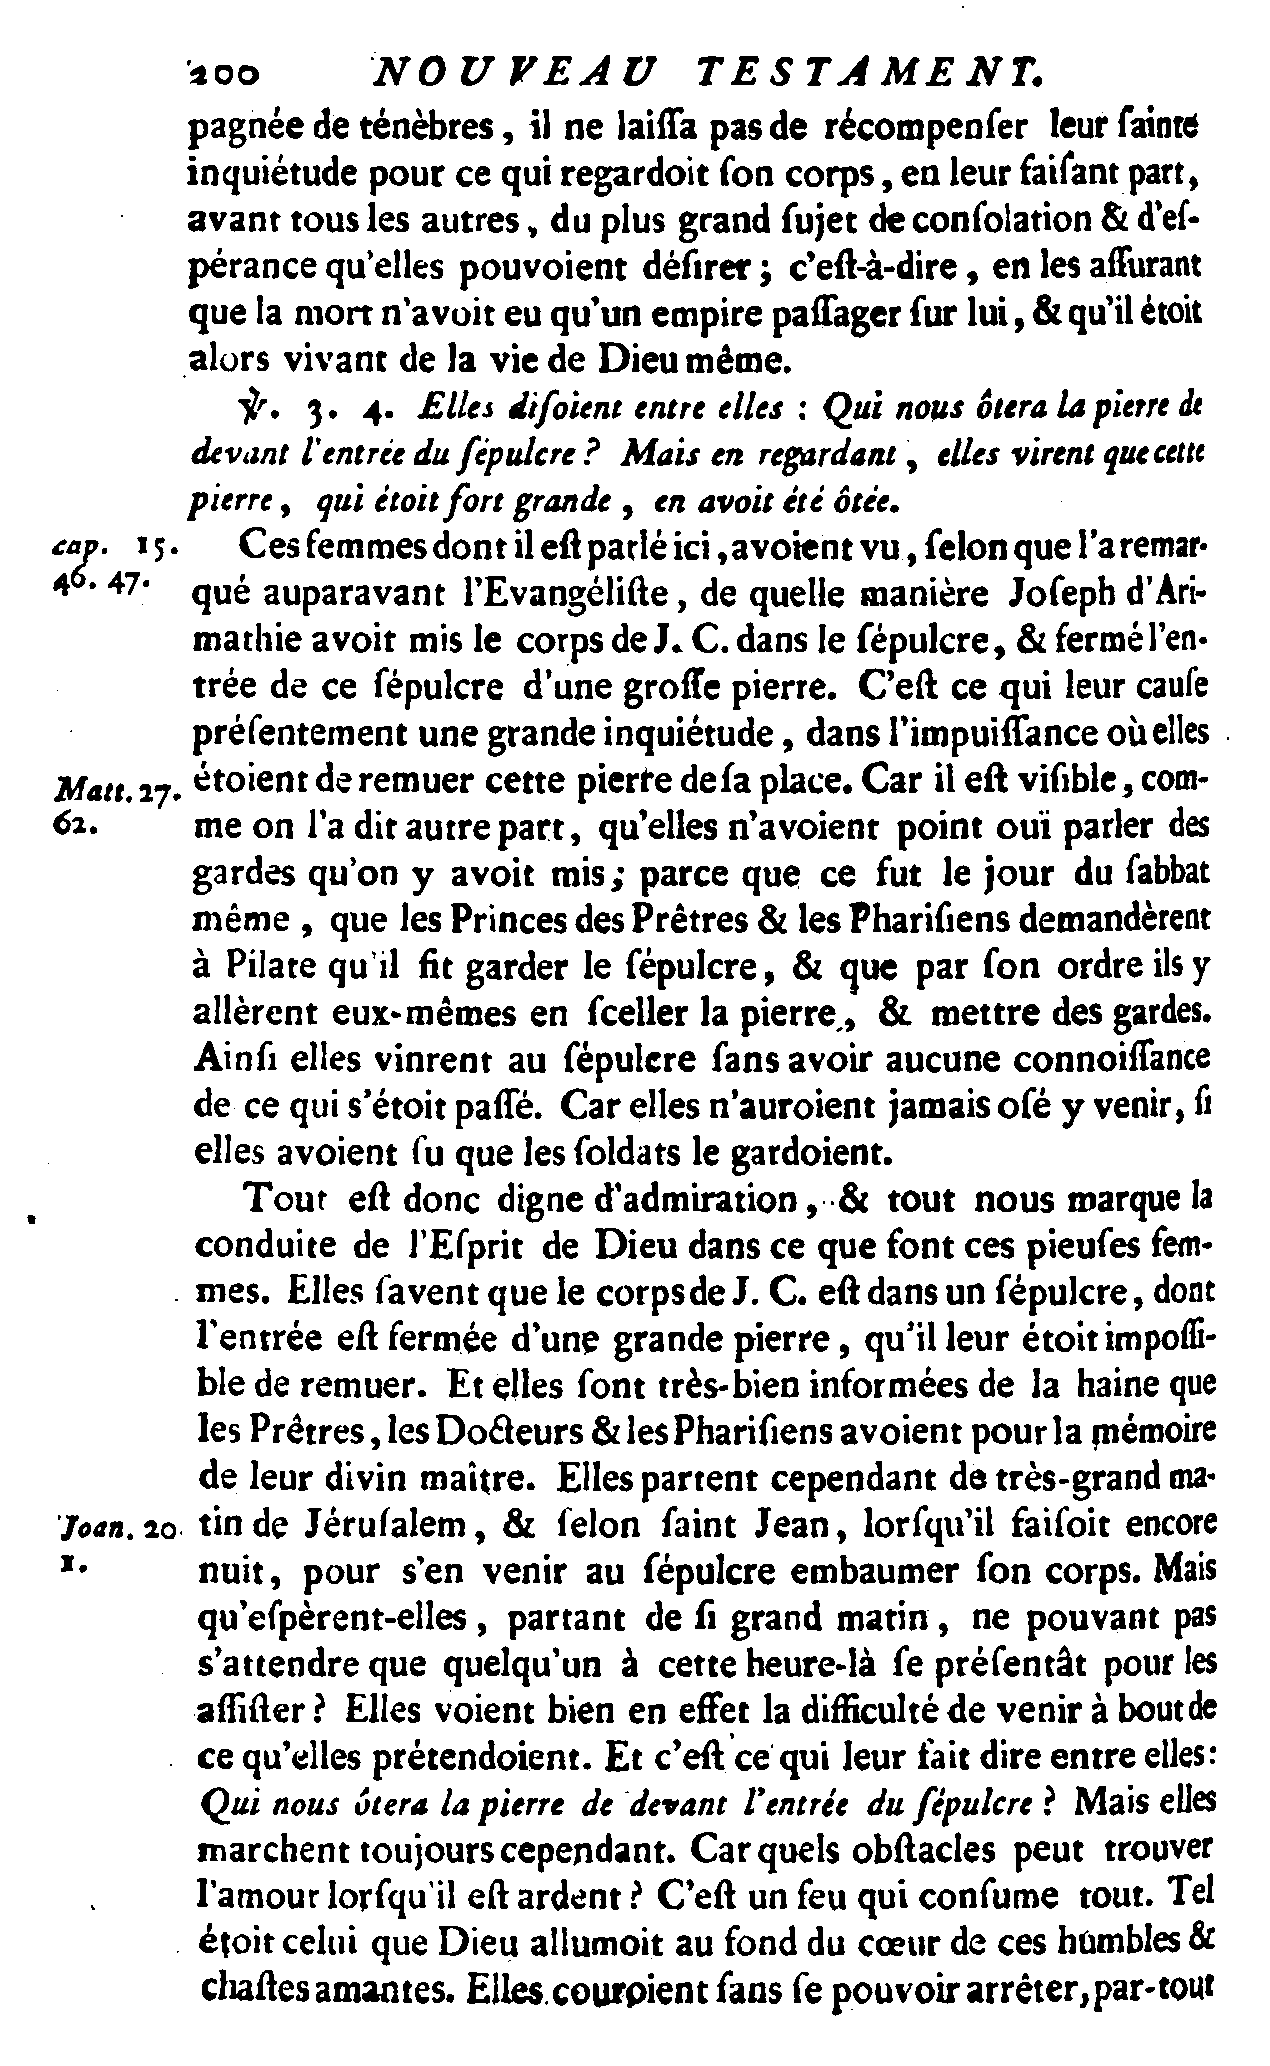 200 NOUVEAU TESTAMENT.
pagnée de ténèbres, il ne laiſſa pas de récompenſer leur ſainte
inquiétude pour ce qui regardoit ſon corps, en leur faiſant part,
avant tous les autres, du plus grand ſujet de conſolation & d'eſ-
pérance qu'elles pouvoient déſirer; c'eſt-à-dire, en les aſſurant
que la mort n'avoit eu qu'un empire paſſager ſur lui, & qu'il étoit
alors vivant de la vie de Dieu même.
℣. 3. 4. Elles diſoient entre elles : Qui nous ôtera la pierre de
devant l'entrée du ſépulcre ? Mais en regardant, elles virent que cette
pierre, qui étoit fort grande, en avoit été ôtée.
cap. 15.
46. 47.
Ces femmes dont il eſt parlé ici, avoient vu, ſelon que l'a remar-
qué auparavant l'Evangéliſte, de quelle manière Joſeph d'Ari-
mathie avoit mis le corps de J. C. dans le ſépulcre, & fermé l'en-
trée de ce ſépulcre d'une groſſe pierre. C'eſt ce qui leur cauſe
préſentement une grande inquiétude, dans l'impuiſſance où elles
Matt. 27.
62.
étoient de remuer cette pierre de ſa place. Car il eſt viſible, com-
me on l'a dit autre part, qu'elles n'avoient point ouï parler des
gardes qu'on y avoit mis; parce que ce fut le jour du ſabbat
même, que les Princes des Prêtres & les Phariſiens demandèrent
à Pilate qu'il fit garder le ſépulcre, & que par ſon ordre ils y
allèrent eux-mêmes en ſceller la pierre, & mettre des gardes.
Ainſi elles vinrent au ſépulcre ſans avoir aucune connoiſſance
de ce qui s'étoit paſſé. Car elles n'auroient jamais oſé y venir, ſi
elles avoient ſu que les ſoldats le gardoient.
Tout eſt donc digne d'admiration, & tout nous marque la
conduite de l'Eſprit de Dieu dans ce que font ces pieuſes fem-
mes. Elles ſavent que le corps de J. C. eſt dans un ſépulcre, dont
l'entrée eſt fermée d'une grande pierre, qu'il leur étoit impoſſi-
ble de remuer. Et elles ſont très-bien informées de la haine que
les Prêtres, les Docteurs & les Phariſiens avoient pour la mémoire
de leur divin maître. Elles partent cependant de très-grand ma-
Joan. 20
1.
tin de Jéruſalem, & ſelon ſaint Jean, lorſqu'il faiſoit encore
nuit, pour s'en venir au ſépulcre embaumer ſon corps. Mais
qu'eſpèrent-elles, partant de ſi grand matin, ne pouvant pas
s'attendre que quelqu'un à cette heure-là ſe préſentât pour les
aſſiſter ? Elles voient bien en effet la difficulté de venir à bout de
ce qu'elles prétendoient. Et c'eſt ce qui leur fait dire entre elles:
Qui nous ôtera la pierre de devant l'entrée du ſépulcre ? Mais elles
marchent toujours cependant. Car quels obſtacles peut trouver
l'amour lorſqu'il eſt ardent ? C'eſt un feu qui conſume tout. Tel
étoit celui que Dieu allumoit au fond du cœur de ces humbles &
chaſtes amantes. Elles couroient ſans ſe pouvoir arrêter, par-tout